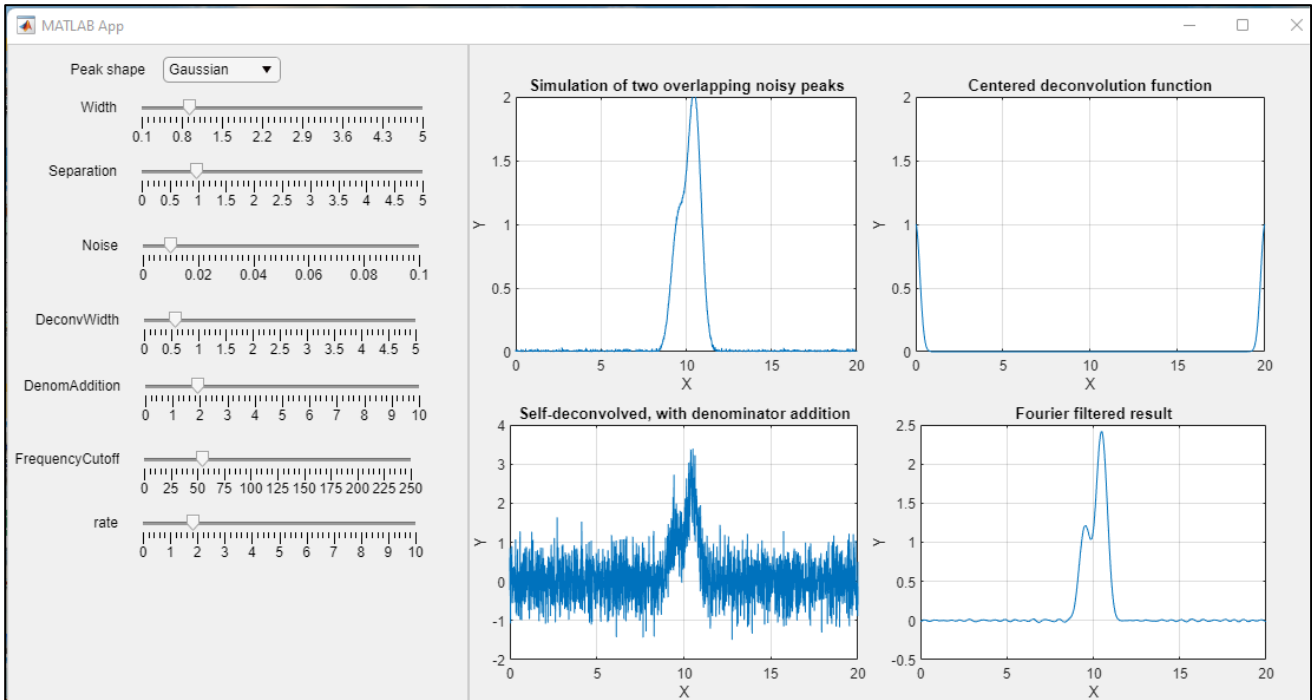 MATLAB App
Peak shape Gaussian
Width
0.1 0.8 1.5 2.2 2.9 3.6 4.3 5
Separation
0 0.5 1 1.5 2 2.5 3 3.5 4 4.5 5
Noise
0 0.02 0.04 0.06 0.08 0.1
DeconvWidth
0 0.5 1 1.5 2 2.5 3 3.5 4 4.5 5
DenomAddition
0 1 2 3 4 5 6 7 8 9 10
FrequencyCutoff
0 25 50 75 100 125 150 175 200 225 250
rate
0 1 2 3 4 5 6 7 8 9 10
Simulation of two overlapping noisy peaks
2
1.5
1
0.5
0
Y
0 5 10 15 20
X
Centered deconvolution function
2
1.5
1
0.5
0
Y
0 5 10 15 20
X
Self-deconvolved, with denominator addition
4
3
2
1
0
-1
-2
Y
0 5 10 15 20
X
Fourier filtered result
2.5
2
1.5
1
0.5
0
-0.5
Y
0 5 10 15 20
X